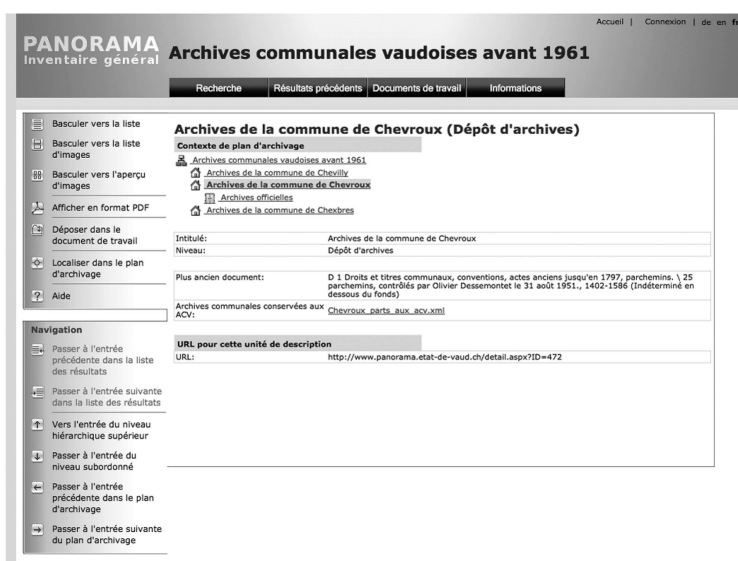 Accueil | Connexion | de en fr
PANORAMA
Inventaire général
Archives communales vaudoises avant 1961
Recherche Résultats précédents Documents de travail Informations
Basculer vers la liste
Basculer vers la liste
d'images
Basculer vers l'aperçu
d'images
Afficher en format PDF
Déposer dans le
document de travail
Localiser dans le plan
d'archivage
Aide
Navigation
Passer à l'entrée
précédente dans la liste
des résultats
Passer à l'entrée suivante
dans la liste des résultats
Vers l'entrée du niveau
hiérarchique supérieur
Passer à l'entrée du
niveau subordonné
Passer à l'entrée
précédente dans le plan
d'archivage
Passer à l'entrée suivante
du plan d'archivage
Archives de la commune de Chevroux (Dépôt d'archives)
Contexte de plan d'archivage
Archives communales vaudoises avant 1961
Archives de la commune de Chevilly
Archives de la commune de Chevroux
Archives officielles
Archives de la commune de Chexbres
Intitulé: Archives de la commune de Chevroux
Niveau: Dépôt d'archives
Plus ancien document: D 1 Droits et titres communaux, conventions, actes anciens jusqu'en 1797, parchemins. \ 25
parchemins, contrôlés par Olivier Dessemontet le 31 août 1951., 1402-1586 (Indéterminé en
dessous du fonds)
Archives communales conservées aux
ACV: Chevroux_parts_aux_acv.xml
URL pour cette unité de description
URL: http://www.panorama.etat-de-vaud.ch/detail.aspx?ID=472